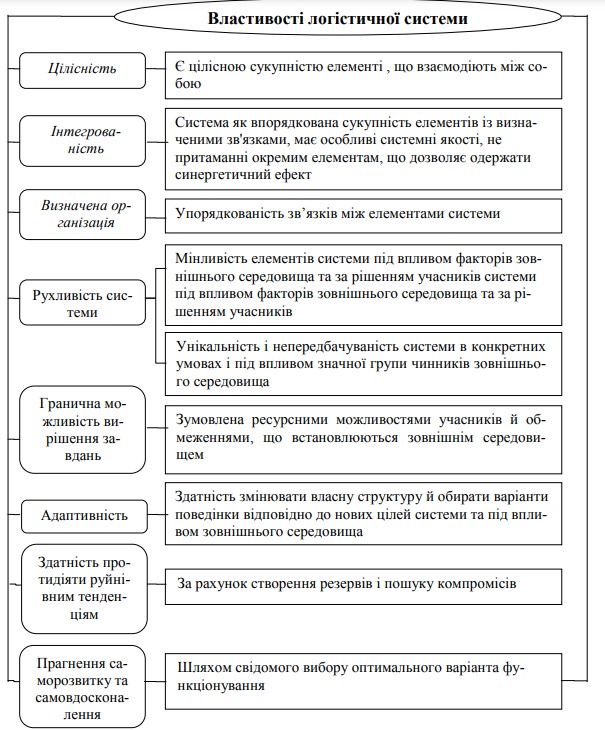 Властивості логістичної системи
Цілісність
Є цілісною сукупністю елементі , що взаємодіють між со-
бою
Інтегрова-
ність
Система як впорядкована сукупність елементів із визна-
ченими зв'язками, має особливі системні якості, не
притаманні окремим елементам, що дозволяє одержати
синергетичний ефект
Визначена ор-
ганізація
Упорядкованість зв’язків між елементами системи
Рухливість сис-
теми
Мінливість елементів системи під впливом факторів зов-
нішнього середовища та за рішенням учасників системи
під впливом факторів зовнішнього середовища та за рі-
шенням учасників
Унікальність і непередбачуваність системи в конкретних
умовах і під впливом значної групи чинників зовнішньо-
го середовища
Гранична мо-
жливість ви-
рішення за-
вдань
Зумовлена ресурсними можливостями учасників й об-
меженнями, що встановлюються зовнішнім середови-
щем
Адаптивність
Здатність змінювати власну структуру й обирати варіанти
поведінки відповідно до нових цілей системи та під впли-
вом зовнішнього середовища
Здатність про-
тидіяти руйні-
вним тенден-
ціям
За рахунок створення резервів і пошуку компромісів
Прагнення са-
морозвитку та
самовдоскона-
лення
Шляхом свідомого вибору оптимального варіанта фу-
нкціонування